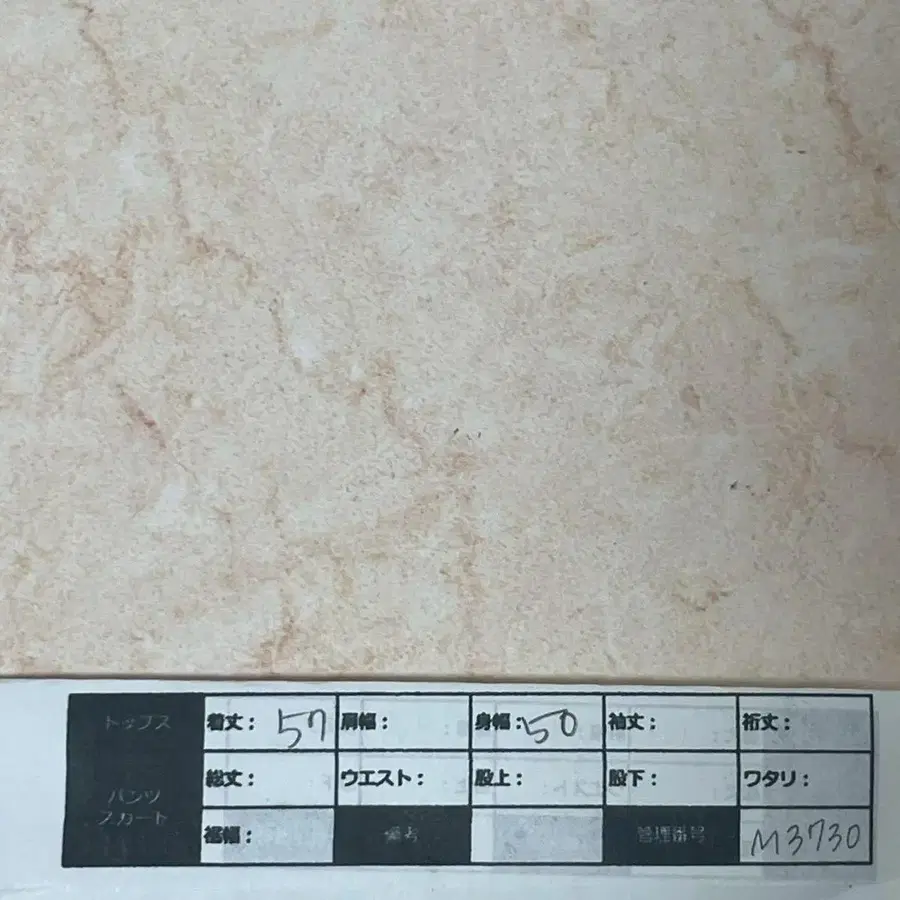 トップス 着丈： 57 肩幅： 身幅： 50 袖丈： 裄丈：
パンツ 総丈： ウエスト： 股上： 股下： ワタリ：
スカート 裾幅： 備考 管理番号 M3730